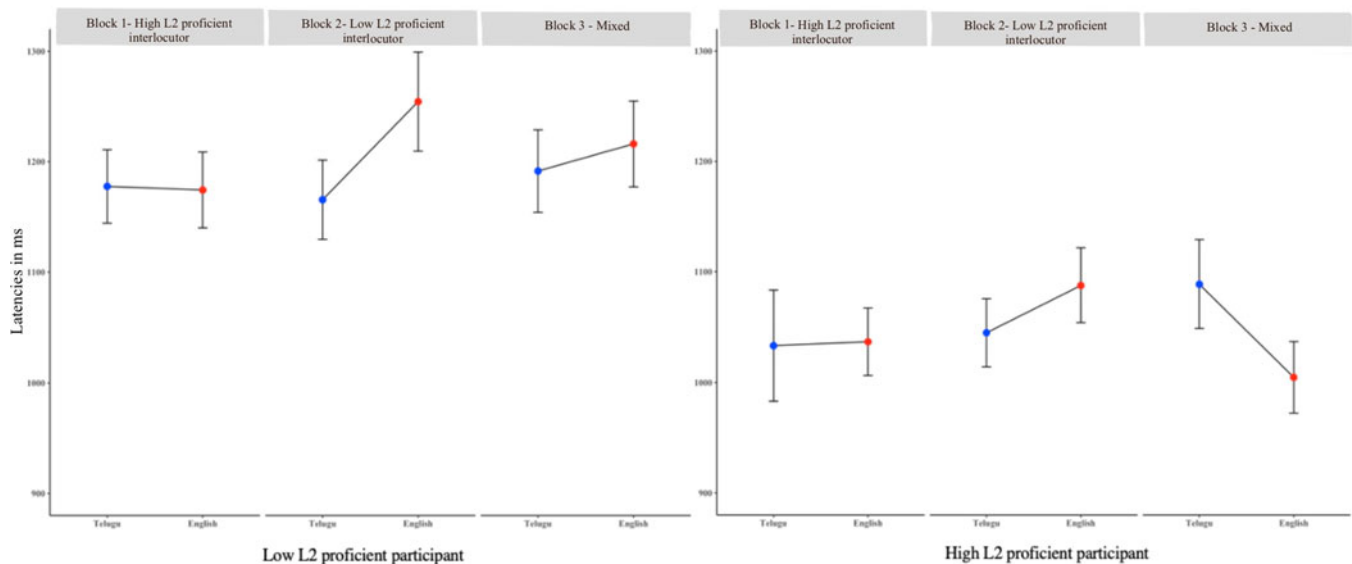 Block 1- High L2 proficient
interlocutor
Block 2- Low L2 proficient
interlocutor
Block 3 - Mixed
Latencies in ms
1300
1200
1100
1000
900
Telugu
English
Telugu
English
Telugu
English
Low L2 proficient participant
Block 1- High L2 proficient
interlocutor
Block 2- Low L2 proficient
interlocutor
Block 3 - Mixed
1300
1200
1100
1000
900
Telugu
English
Telugu
English
Telugu
English
High L2 proficient participant